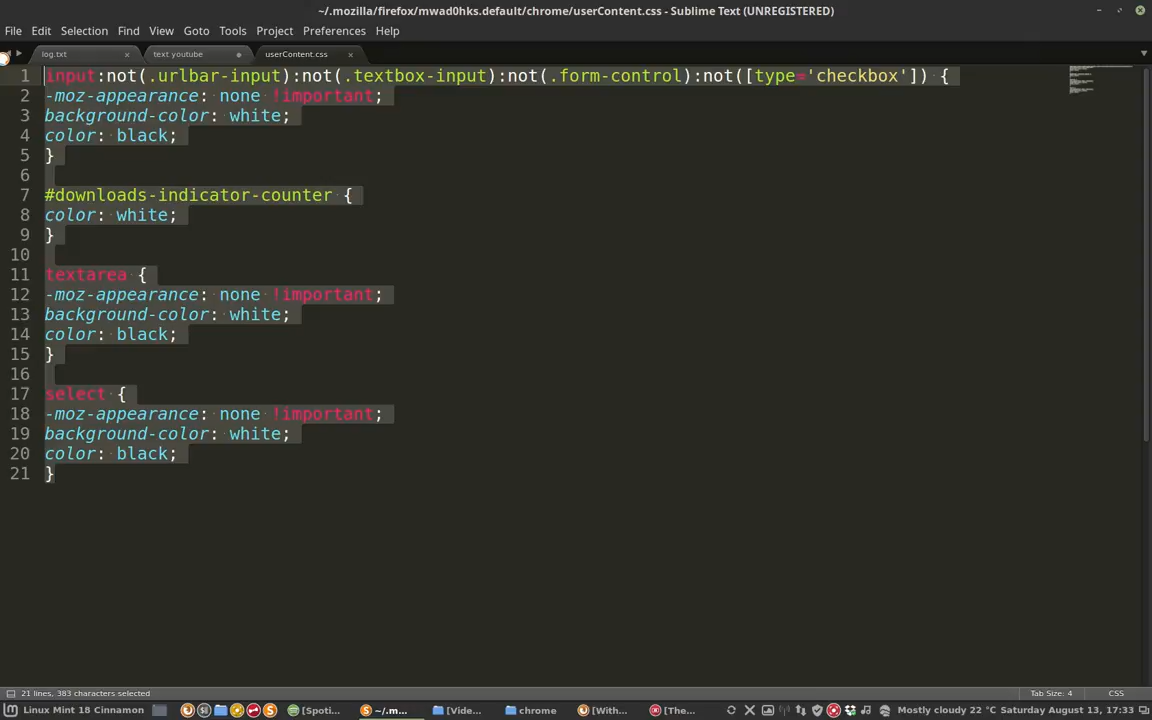 ~/.mozilla/firefox/mwad0hks.default/chrome/userContent.css - Sublime Text (UNREGISTERED)
File Edit Selection Find View Goto Tools Project Preferences Help
log.txt × text youtube userContent.css ×
1 input:not(.urlbar-input):not(.textbox-input):not(.form-control):not([type='checkbox']) {
2 -moz-appearance: none !important;
3 background-color: white;
4 color: black;
5 }
6
7 #downloads-indicator-counter {
8 color: white;
9 }
10
11 textarea {
12 -moz-appearance: none !important;
13 background-color: white;
14 color: black;
15 }
16
17 select {
18 -moz-appearance: none !important;
19 background-color: white;
20 color: black;
21 }
21 lines, 383 characters selected Tab Size: 4 CSS
Linux Mint 18 Cinnamon [Spoti... ~/.m... [Vide... chrome [With... [The... Mostly cloudy 22 °C Saturday August 13, 17:33